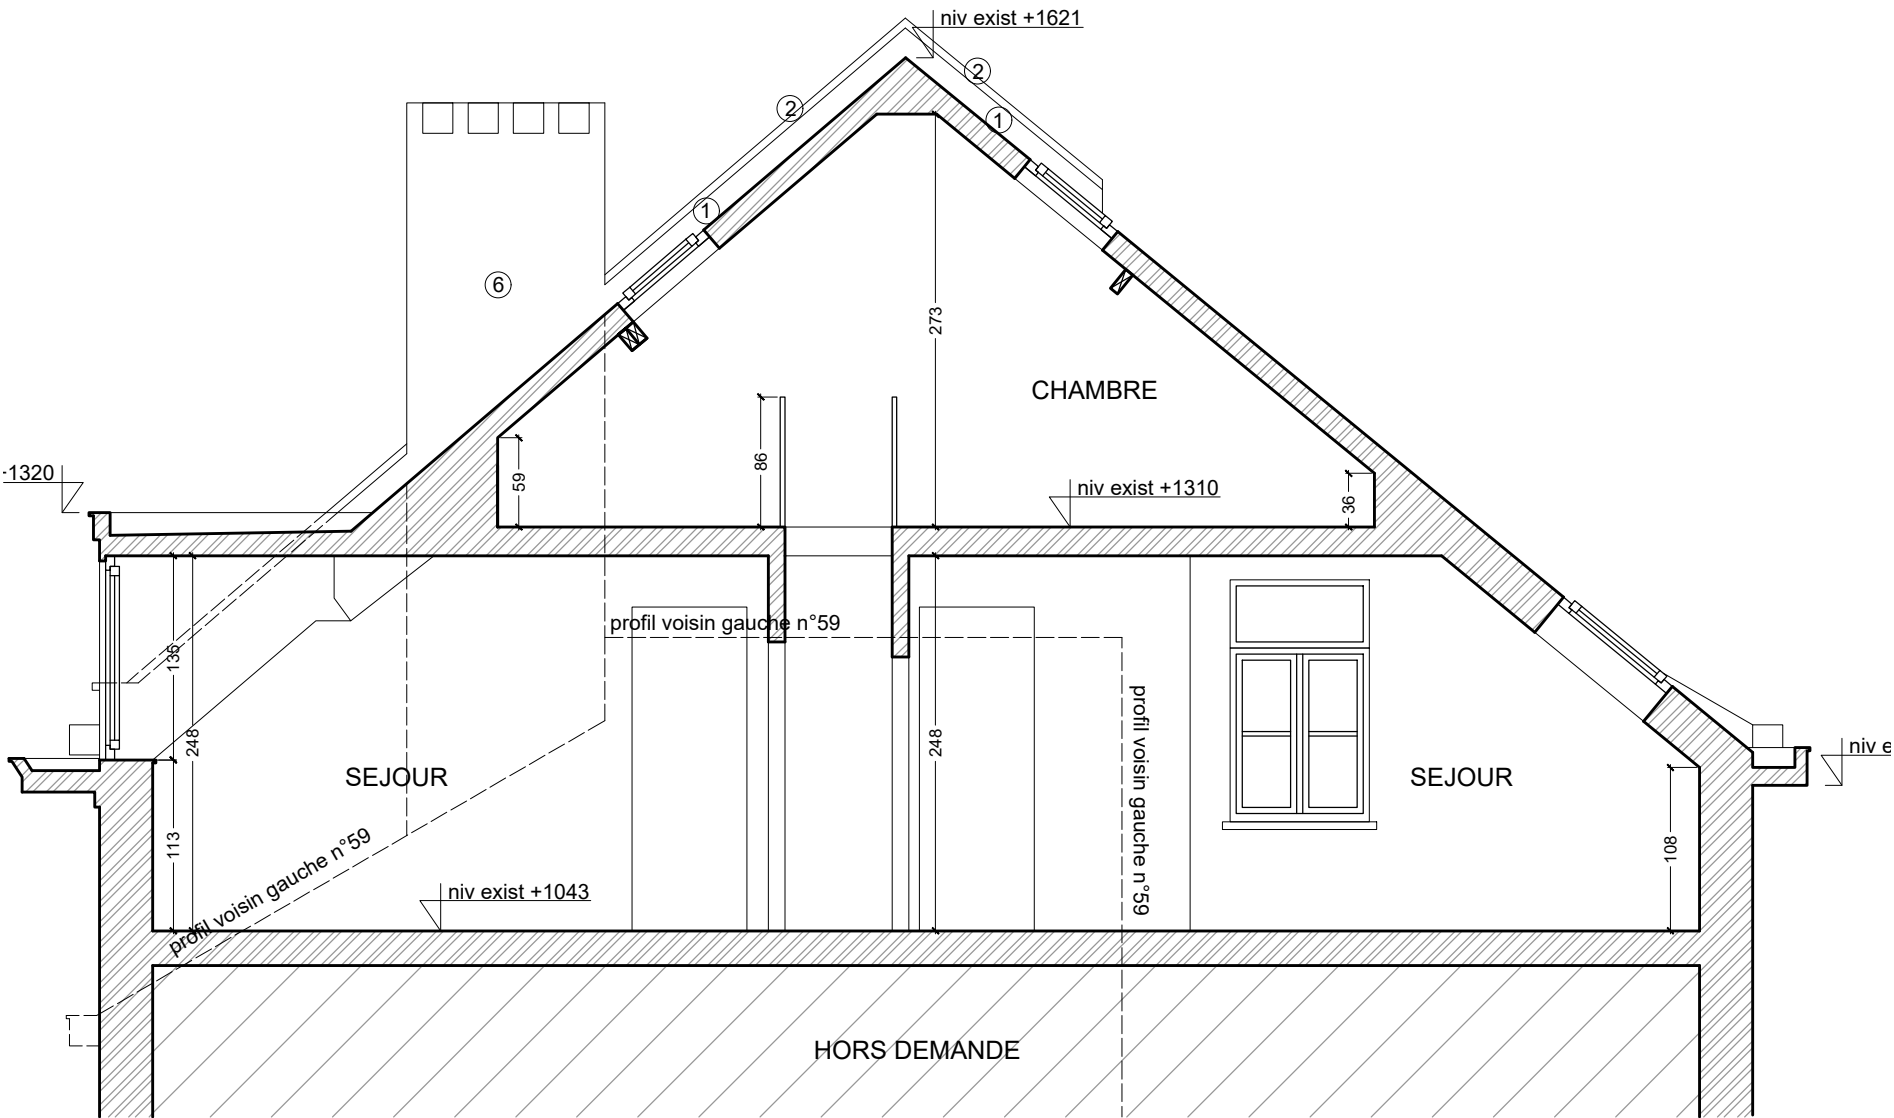 niv exist +1621
2
2
1
1
6
273
CHAMBRE
86
59
-1320
niv exist +1310
36
profil voisin gauche n°59
135
248
248
profil voisin gauche n°59
niv e
SEJOUR
SEJOUR
113
108
profil voisin gauche n°59
niv exist +1043
HORS DEMANDE